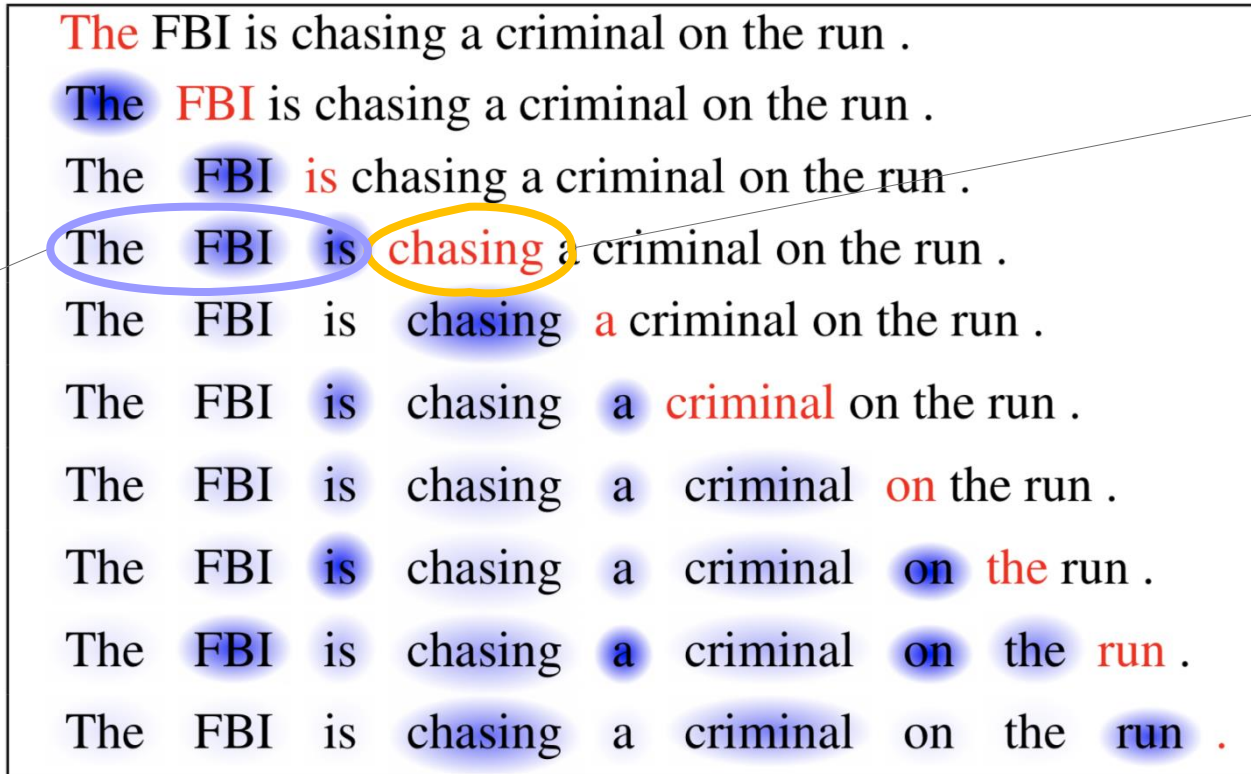 The FBI is chasing a criminal on the run .
The FBI is chasing a criminal on the run .
The FBI is chasing a criminal on the run .
The FBI is chasing a criminal on the run .
The FBI is chasing a criminal on the run .
The FBI is chasing a criminal on the run .
The FBI is chasing a criminal on the run .
The FBI is chasing a criminal on the run .
The FBI is chasing a criminal on the run .
The FBI is chasing a criminal on the run .